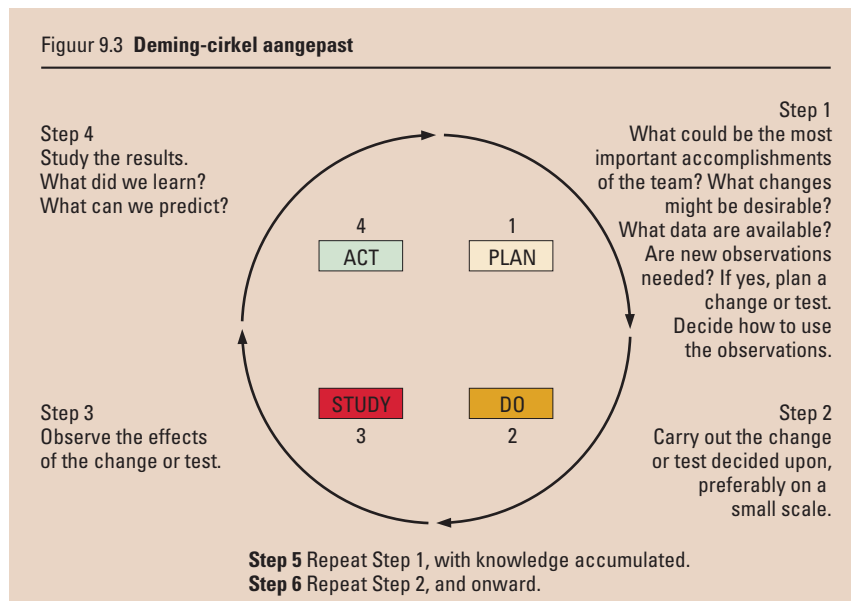 Figuur 9.3 Deming-cirkel aangepast
Step 4
Study the results.
What did we learn?
What can we predict?
Step 1
What could be the most
important accomplishments
of the team? What changes
might be desirable?
What data are available?
Are new observations
needed? If yes, plan a
change or test.
Decide how to use
the observations.
4
ACT
1
PLAN
STUDY
3
DO
2
Step 3
Observe the effects
of the change or test.
Step 2
Carry out the change
or test decided upon,
preferably on a
small scale.
Step 5 Repeat Step 1, with knowledge accumulated.
Step 6 Repeat Step 2, and onward.